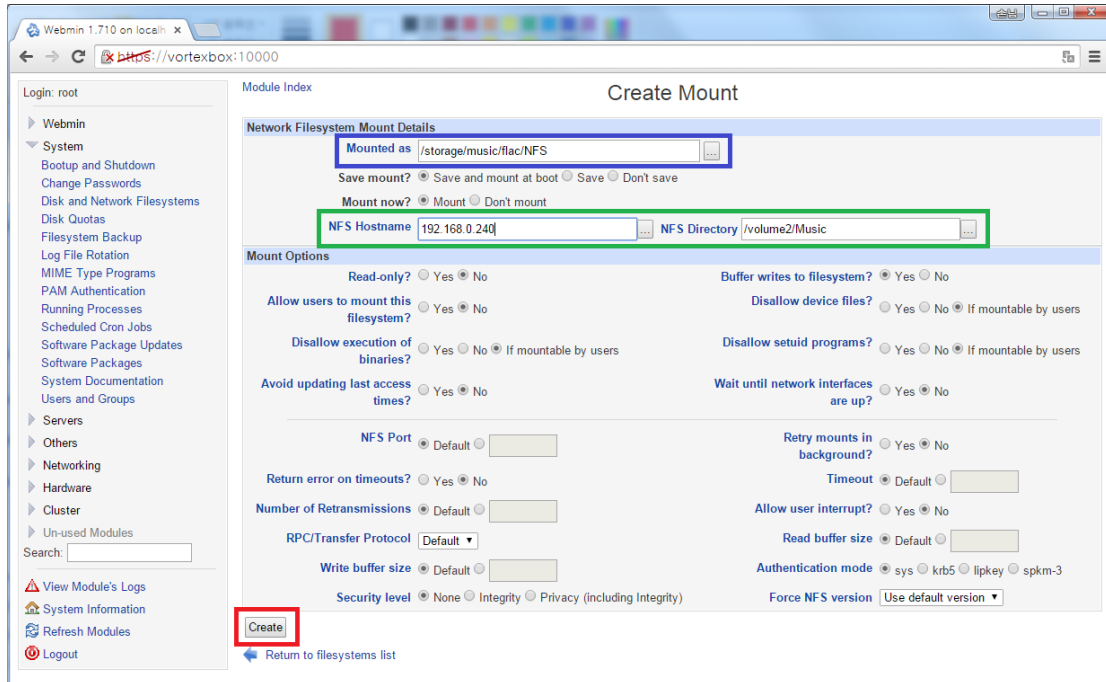 손님
Webmin 1.710 on localh
https://vortexbox:10000
Login: root
Webmin
System
Bootup and Shutdown
Change Passwords
Disk and Network Filesystems
Disk Quotas
Filesystem Backup
Log File Rotation
MIME Type Programs
PAM Authentication
Running Processes
Scheduled Cron Jobs
Software Package Updates
Software Packages
System Documentation
Users and Groups
Servers
Others
Networking
Hardware
Cluster
Un-used Modules
Search:
View Module's Logs
System Information
Refresh Modules
Logout
Module Index
Create Mount
Network Filesystem Mount Details
Mounted as /storage/music/flac/NFS ...
Save mount? Save and mount at boot Save Don't save
Mount now? Mount Don't mount
NFS Hostname 192.168.0.240 ... NFS Directory /volume2/Music ...
Mount Options
Read-only? Yes No Buffer writes to filesystem? Yes No
Allow users to mount this filesystem? Yes No Disallow device files? Yes No If mountable by users
Disallow execution of binaries? Yes No If mountable by users Disallow setuid programs? Yes No If mountable by users
Avoid updating last access times? Yes No Wait until network interfaces are up? Yes No
NFS Port Default Retry mounts in background? Yes No
Return error on timeouts? Yes No Timeout Default
Number of Retransmissions Default Allow user interrupt? Yes No
RPC/Transfer Protocol Default Read buffer size Default
Write buffer size Default Authentication mode sys krb5 lipkey spkm-3
Security level None Integrity Privacy (including Integrity) Force NFS version Use default version
Create
Return to filesystems list